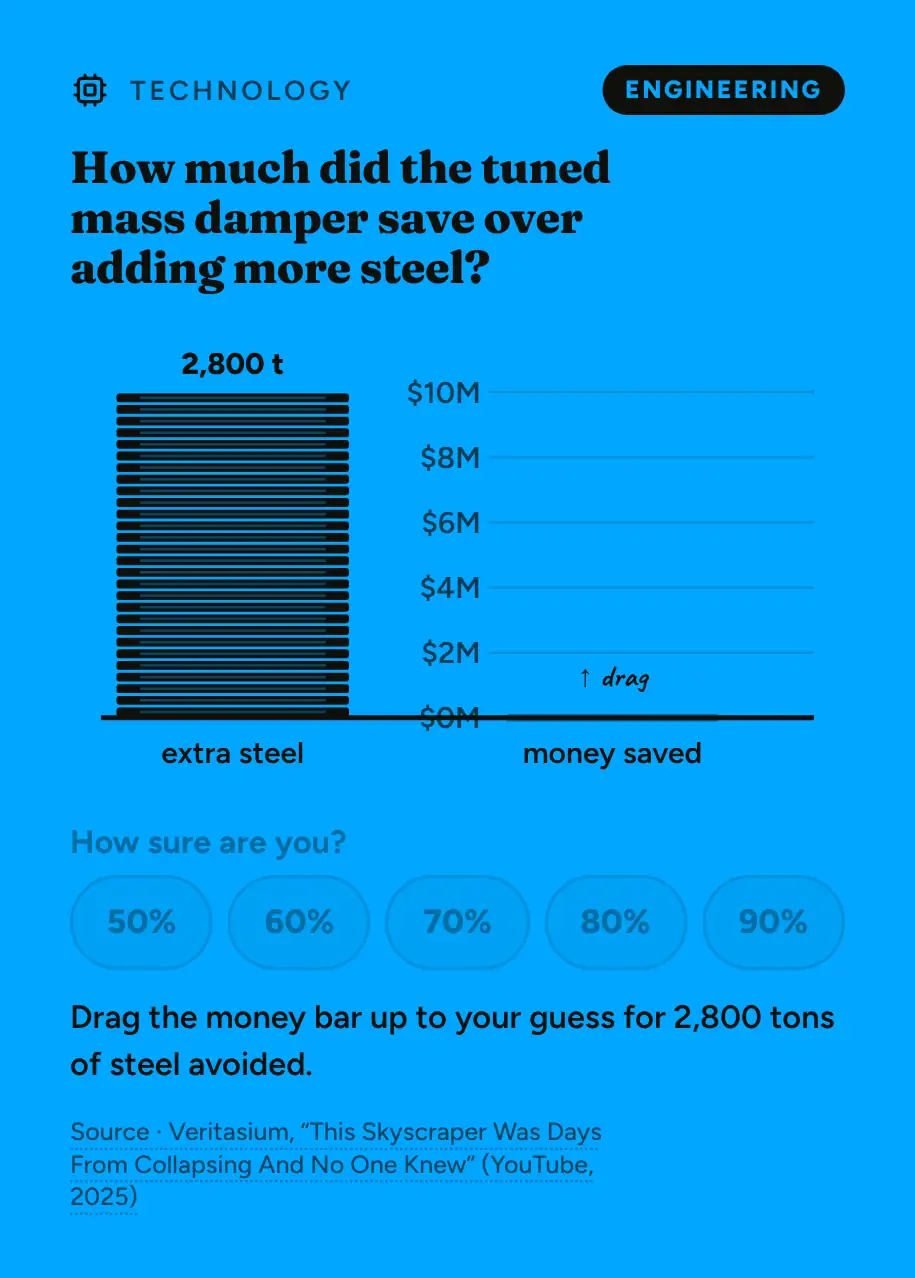 TECHNOLOGY
ENGINEERING
How much did the tuned
mass damper save over
adding more steel?
2,800 t
$10M
$8M
$6M
$4M
$2M
↑ drag
$0M
extra steel
money saved
How sure are you?
50%
60%
70%
80%
90%
Drag the money bar up to your guess for 2,800 tons
of steel avoided.
Source · Veritasium, “This Skyscraper Was Days
From Collapsing And No One Knew” (YouTube,
2025)